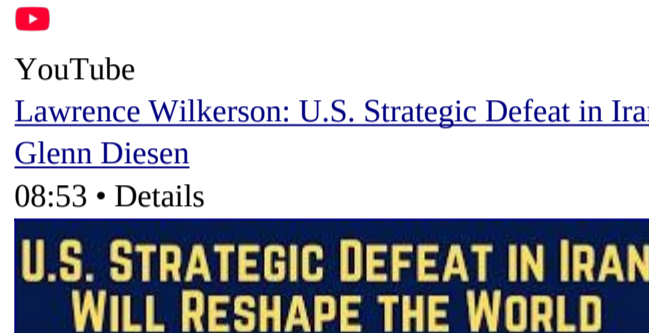 YouTube
Lawrence Wilkerson: U.S. Strategic Defeat in Ira
Glenn Diesen
08:53 • Details
U.S. STRATEGIC DEFEAT IN IRAN
WILL RESHAPE THE WORLD